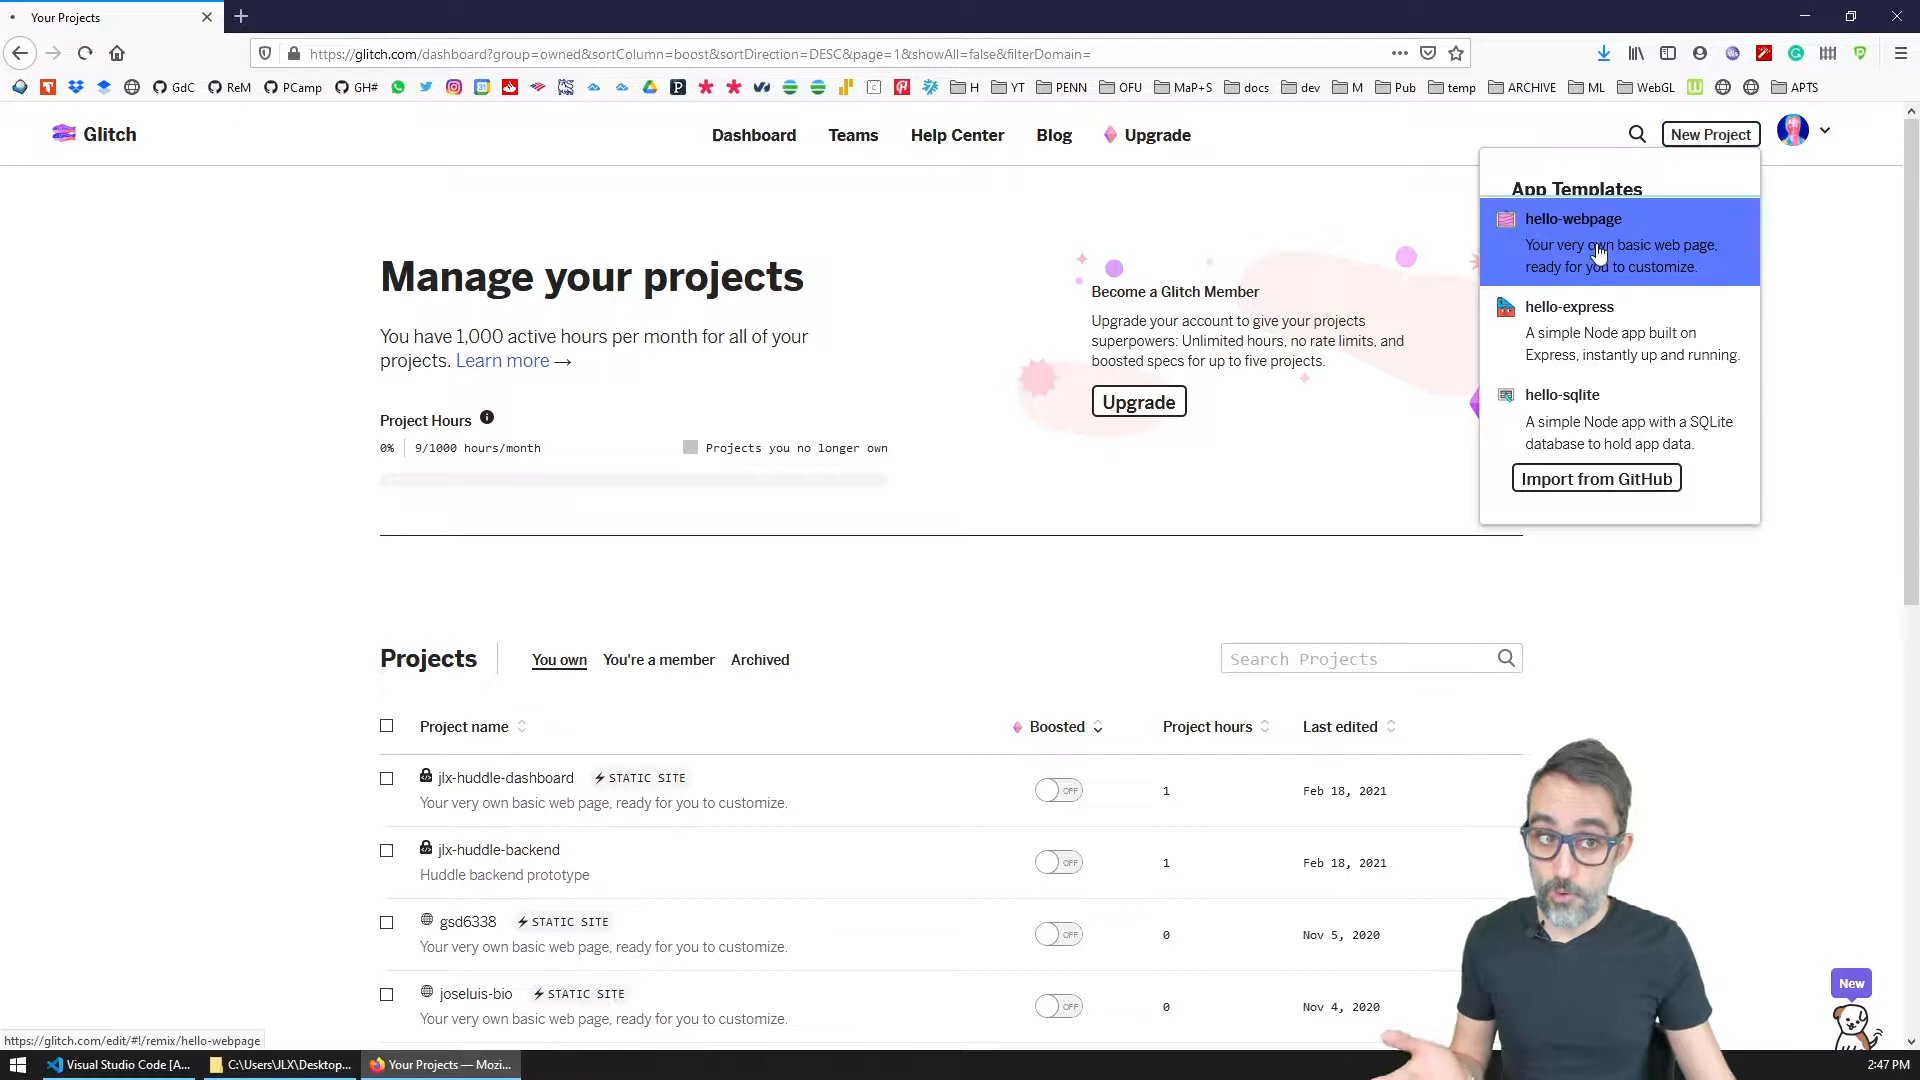 Your Projects
https://glitch.com/dashboard?group=owned&sortColumn=boost&sortDirection=DESC&page=1&showAll=false&filterDomain=
GdC ReM PCamp GH# H YT PENN OFU MaP+S docs dev M Pub temp ARCHIVE ML WebGL APTS
Glitch
Dashboard Teams Help Center Blog Upgrade
New Project
App Templates
hello-webpage
Your very own basic web page,
ready for you to customize.
hello-express
A simple Node app built on
Express, instantly up and running.
hello-sqlite
A simple Node app with a SQLite
database to hold app data.
Import from GitHub
Manage your projects
You have 1,000 active hours per month for all of your
projects. Learn more →
Project Hours
0% 9/1000 hours/month Projects you no longer own
Become a Glitch Member
Upgrade your account to give your projects
superpowers: Unlimited hours, no rate limits, and
boosted specs for up to five projects.
Upgrade
Projects You own You're a member Archived
Search Projects
Project name Boosted Project hours Last edited
jlx-huddle-dashboard STATIC SITE
Your very own basic web page, ready for you to customize.
OFF 1 Feb 18, 2021
jlx-huddle-backend
Huddle backend prototype
OFF 1 Feb 18, 2021
gsd6338 STATIC SITE
Your very own basic web page, ready for you to customize.
OFF 0 Nov 5, 2020
joseluis-bio STATIC SITE
Your very own basic web page, ready for you to customize.
OFF 0 Nov 4, 2020
New
https://glitch.com/edit/#!/remix/hello-webpage
Visual Studio Code [A... C:\Users\JLX\Desktop... Your Projects — Mozi... 2:47 PM